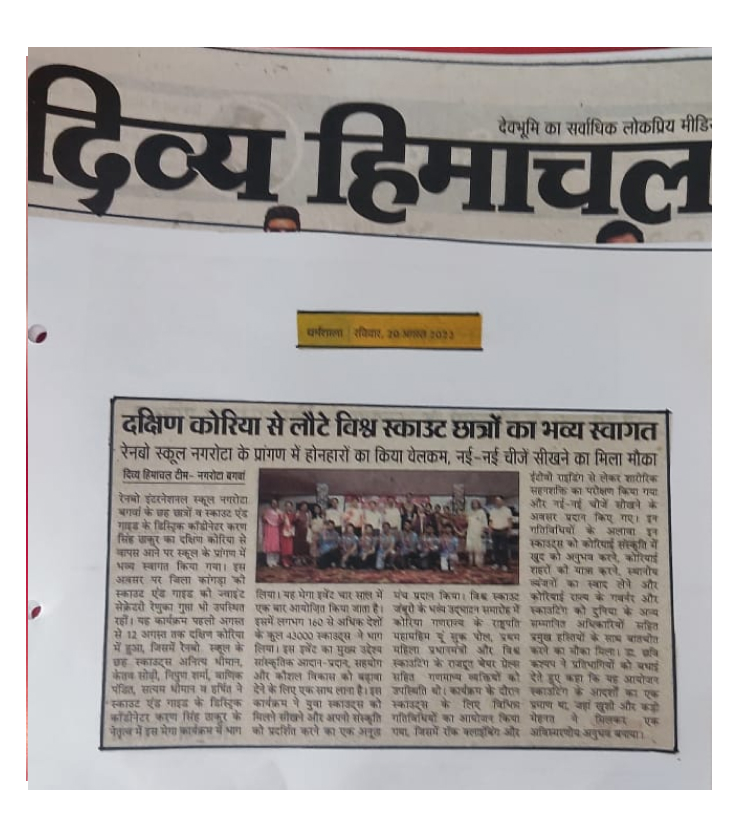 देवभूमि का सर्वाधिक लोकप्रिय मीडि
दिव्य हिमाचल
धर्मशाला रविवार, 20 अगस्त 2023
दक्षिण कोरिया से लौटे विश्व स्काउट छात्रों का भव्य स्वागत
रेनबो स्कूल नगरोटा के प्रांगण में होनहारों का किया वेलकम, नई-नई चीजें सीखने का मिला मौका
दिव्य हिमाचल टीम- नगरोटा बगवां
रेनबो इंटरनेशनल स्कूल नगरोटा
बगवां के छह छात्रों व स्काउट एंड
गाइड के डिस्ट्रिक कॉर्डीनेटर करण
सिंह ठाकुर का दक्षिण कोरिया से
वापस आने पर स्कूल के प्रांगण में
भव्य स्वागत किया गया। इस
अवसर पर जिला कांगड़ा की
स्काउट एंड गाइड की ज्वाइंट
सेक्रेटरी रेणुका गुप्ता भी उपस्थित
रहीं। यह कार्यक्रम पहली अगस्त
से 12 अगस्त तक दक्षिण कोरिया
में हुआ, जिसमें रेनबो स्कूल के
छह स्काउट्स अनित्य धीमान,
केतव सोढ़ी, निपुण शर्मा, वाणिक
पंडित, सत्यम धीमान व हर्षित ने
स्काउट एंड गाइड के डिस्ट्रिक
कॉर्डीनेटर करण सिंह ठाकुर के
नेतृत्व में इस मेगा कार्यक्रम में भाग
लिया। यह मेगा इवेंट चार साल में
एक बार आयोजित किया जाता है।
इसमें लगभग 160 से अधिक देशों
के कुल 43000 स्काउट्स ने भाग
लिया। इस इवेंट का मुख्य उद्देश्य
सांस्कृतिक आदान-प्रदान, सहयोग
और कौशल विकास को बढ़ावा
देने के लिए एक साथ लाना है। इस
कार्यक्रम ने युवा स्काउट्स को
मिलने सीखने और अपनी संस्कृति
को प्रदर्शित करने का एक अनूठा
मंच प्रदान किया। विश्व स्काउट
जंबूरी के भव्य उद्घाटन समारोह में
कोरिया गणराज्य के राष्ट्रपति
महामहिम यूं सुक योल, प्रथम
महिला प्रधानमंत्री और विश्व
स्काउटिंग के राजदूत बेयर ग्रेल्स
सहित गणमान्य व्यक्तियों की
उपस्थिति थी। कार्यक्रम के दौरान
स्काउट्स के लिए विभिन्न
गतिविधियों का आयोजन किया
गया, जिसमें रॉक क्लाइंबिंग और
ईटीवी राइडिंग से लेकर शारीरिक
सहनशक्ति का परीक्षण किया गया
और नई-नई चीजें सीखने के
अवसर प्रदान किए गए। इन
गतिविधियों के अलावा इन
स्काउट्स को कोरियाई संस्कृति में
खुद को अनुभव करने, कोरियाई
शहरों की यात्रा करने, स्थानीय
व्यंजनों का स्वाद लेने और
कोरियाई राज्य के गवर्नर और
स्काउटिंग की दुनिया के अन्य
सम्मानित अधिकारियों सहित
प्रमुख हस्तियों के साथ बातचीत
करने का मौका मिला। डा. छवि
कश्यप ने प्रतिभागियों को बधाई
देते हुए कहा कि यह आयोजन
स्काउटिंग के आदर्शों का एक
प्रमाण था, जहां खुशी और कड़ी
मेहनत ने मिलकर एक
अविस्मरणीय अनुभव बनाया।